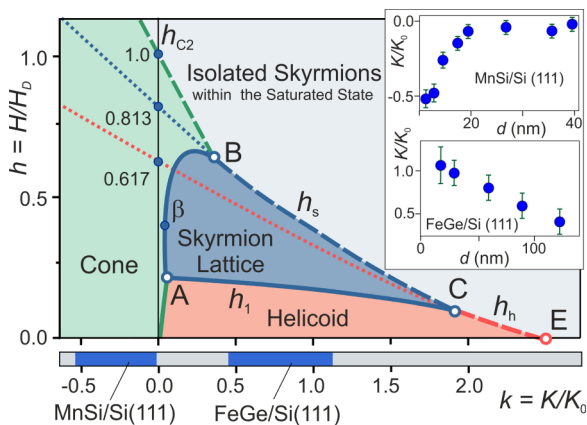 h = H/H_D
1.0
0.5
0.0
h_C2
1.0
0.813
0.617
Isolated Skyrmions
within the Saturated State
B
h_s
β
Skyrmion
Lattice
Cone
A
h_1
Helicoid
C
h_h
E
-0.5
0.0
0.5
1.0
1.5
2.0
k = K/K_0
MnSi/Si(111)
FeGe/Si(111)
K/K_0
0.0
-0.5
MnSi/Si (111)
10
20
30
40
d (nm)
K/K_0
1.0
0.5
FeGe/Si (111)
0
50
100
d (nm)